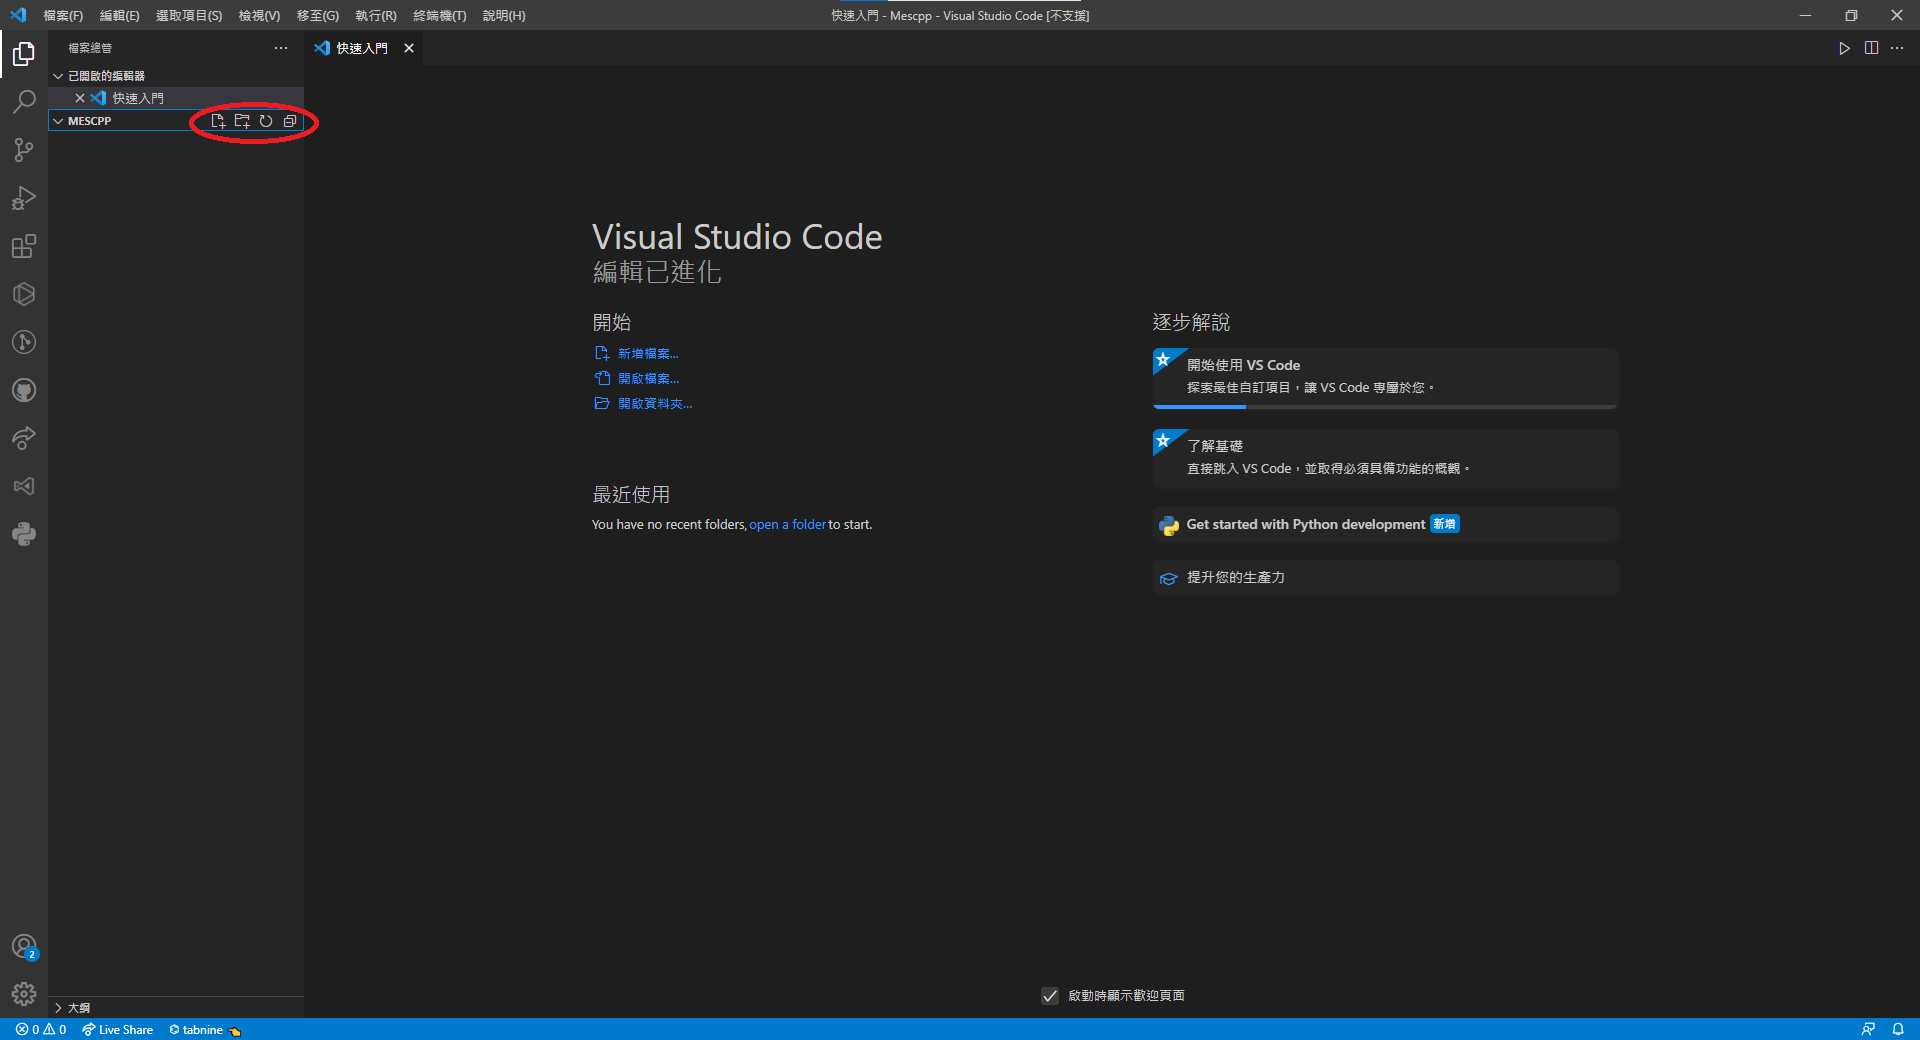 檔案(F) 編輯(E) 選取項目(S) 檢視(V) 移至(G) 執行(R) 終端機(T) 說明(H)
快速入門 - Mescpp - Visual Studio Code [不支援]
檔案總管
已開啟的編輯器
快速入門
MESCPP
大綱
快速入門
Visual Studio Code
編輯已進化
開始
新增檔案...
開啟檔案...
開啟資料夾...
最近使用
You have no recent folders, open a folder to start.
逐步解說
開始使用 VS Code
探索最佳自訂項目，讓 VS Code 專屬於您。
了解基礎
直接跳入 VS Code，並取得必須具備功能的概觀。
Get started with Python development 新增
提升您的生產力
啟動時顯示歡迎頁面
2
0 0 Live Share tabnine